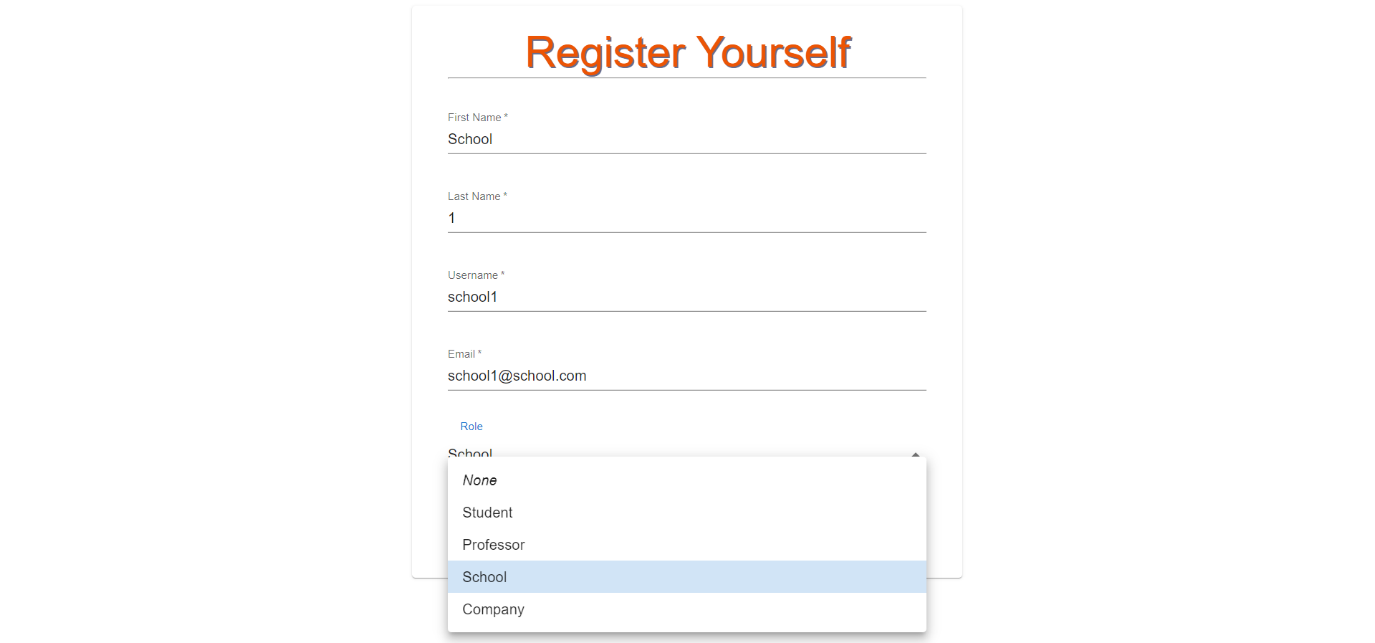 Register Yourself
First Name *
School
Last Name *
1
Username *
school1
Email *
school1@school.com
Role
School
None
Student
Professor
School
Company